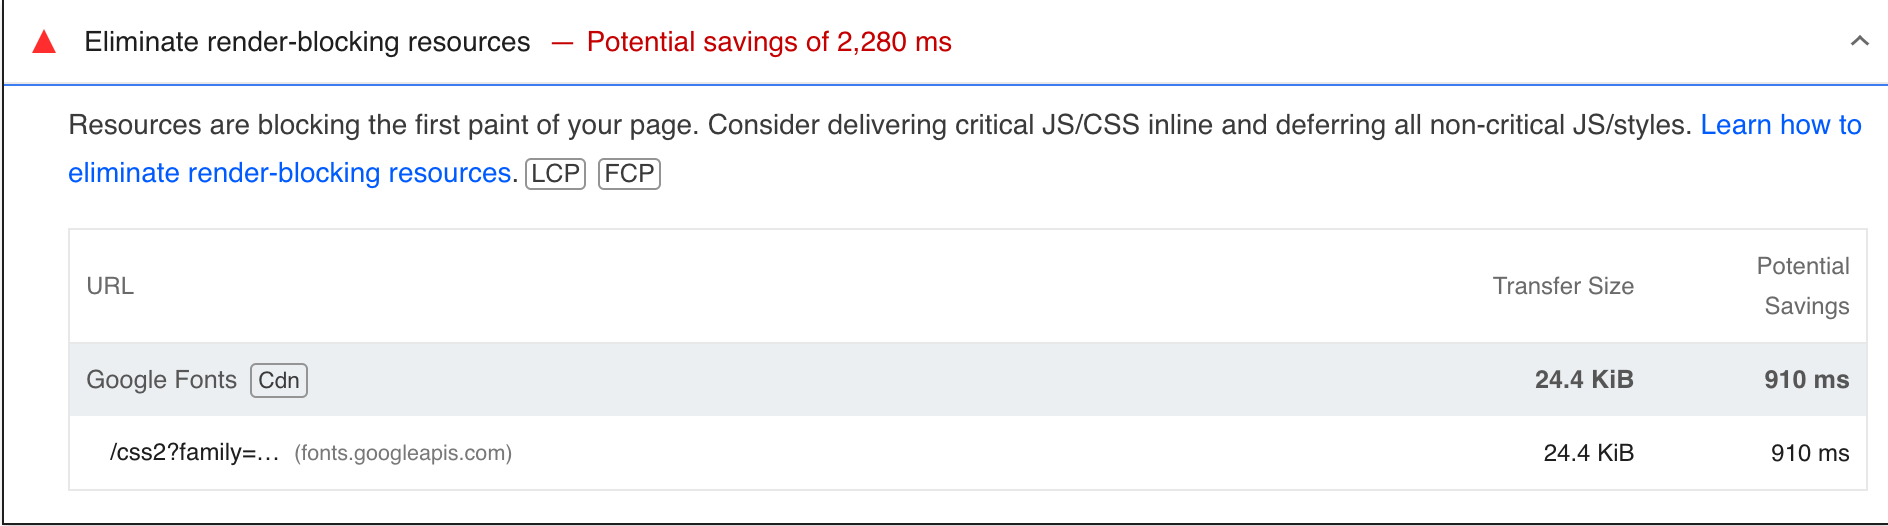 Eliminate render-blocking resources — Potential savings of 2,280 ms
Resources are blocking the first paint of your page. Consider delivering critical JS/CSS inline and deferring all non-critical JS/styles. Learn how to
eliminate render-blocking resources. LCP FCP
URL Transfer Size Potential Savings
Google Fonts Cdn 24.4 KiB 910 ms
/css2?family=… (fonts.googleapis.com) 24.4 KiB 910 ms